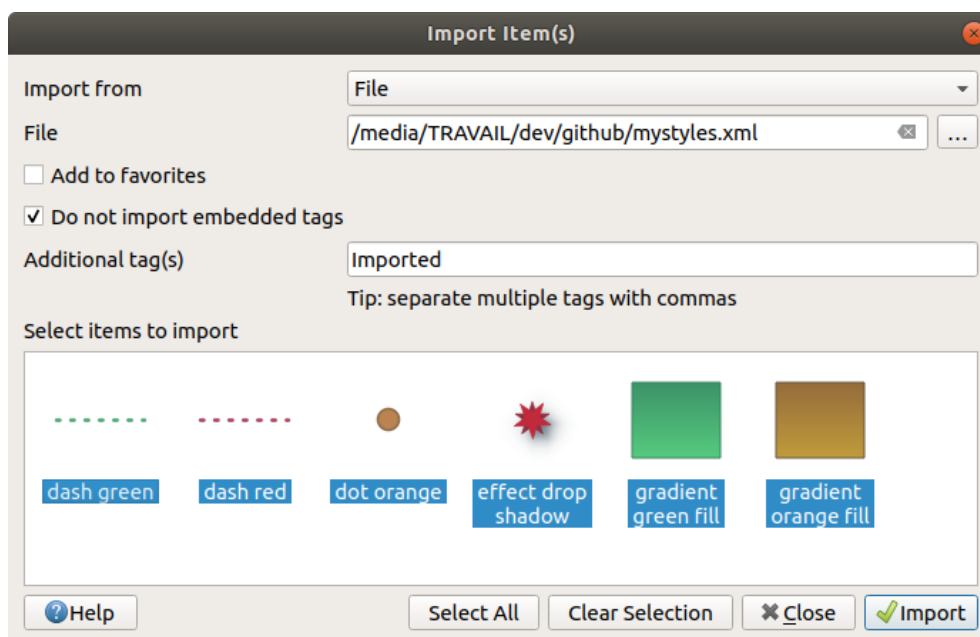 Import Item(s)
Import from
File
File
/media/TRAVAIL/dev/github/mystyles.xml
...
Add to favorites
Do not import embedded tags
Additional tag(s)
Imported
Tip: separate multiple tags with commas
Select items to import
dash green
dash red
dot orange
effect drop
shadow
gradient
green fill
gradient
orange fill
Help
Select All
Clear Selection
Close
Import